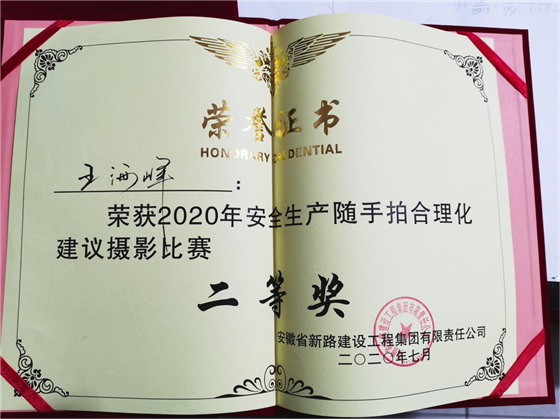 荣誉证书
HONORARY CREDENTIAL
王海峰：
荣获2020年安全生产随手拍合理化
建议摄影比赛
二等奖
安徽省新路建设工程集团有限责任公司
二〇二〇年七月